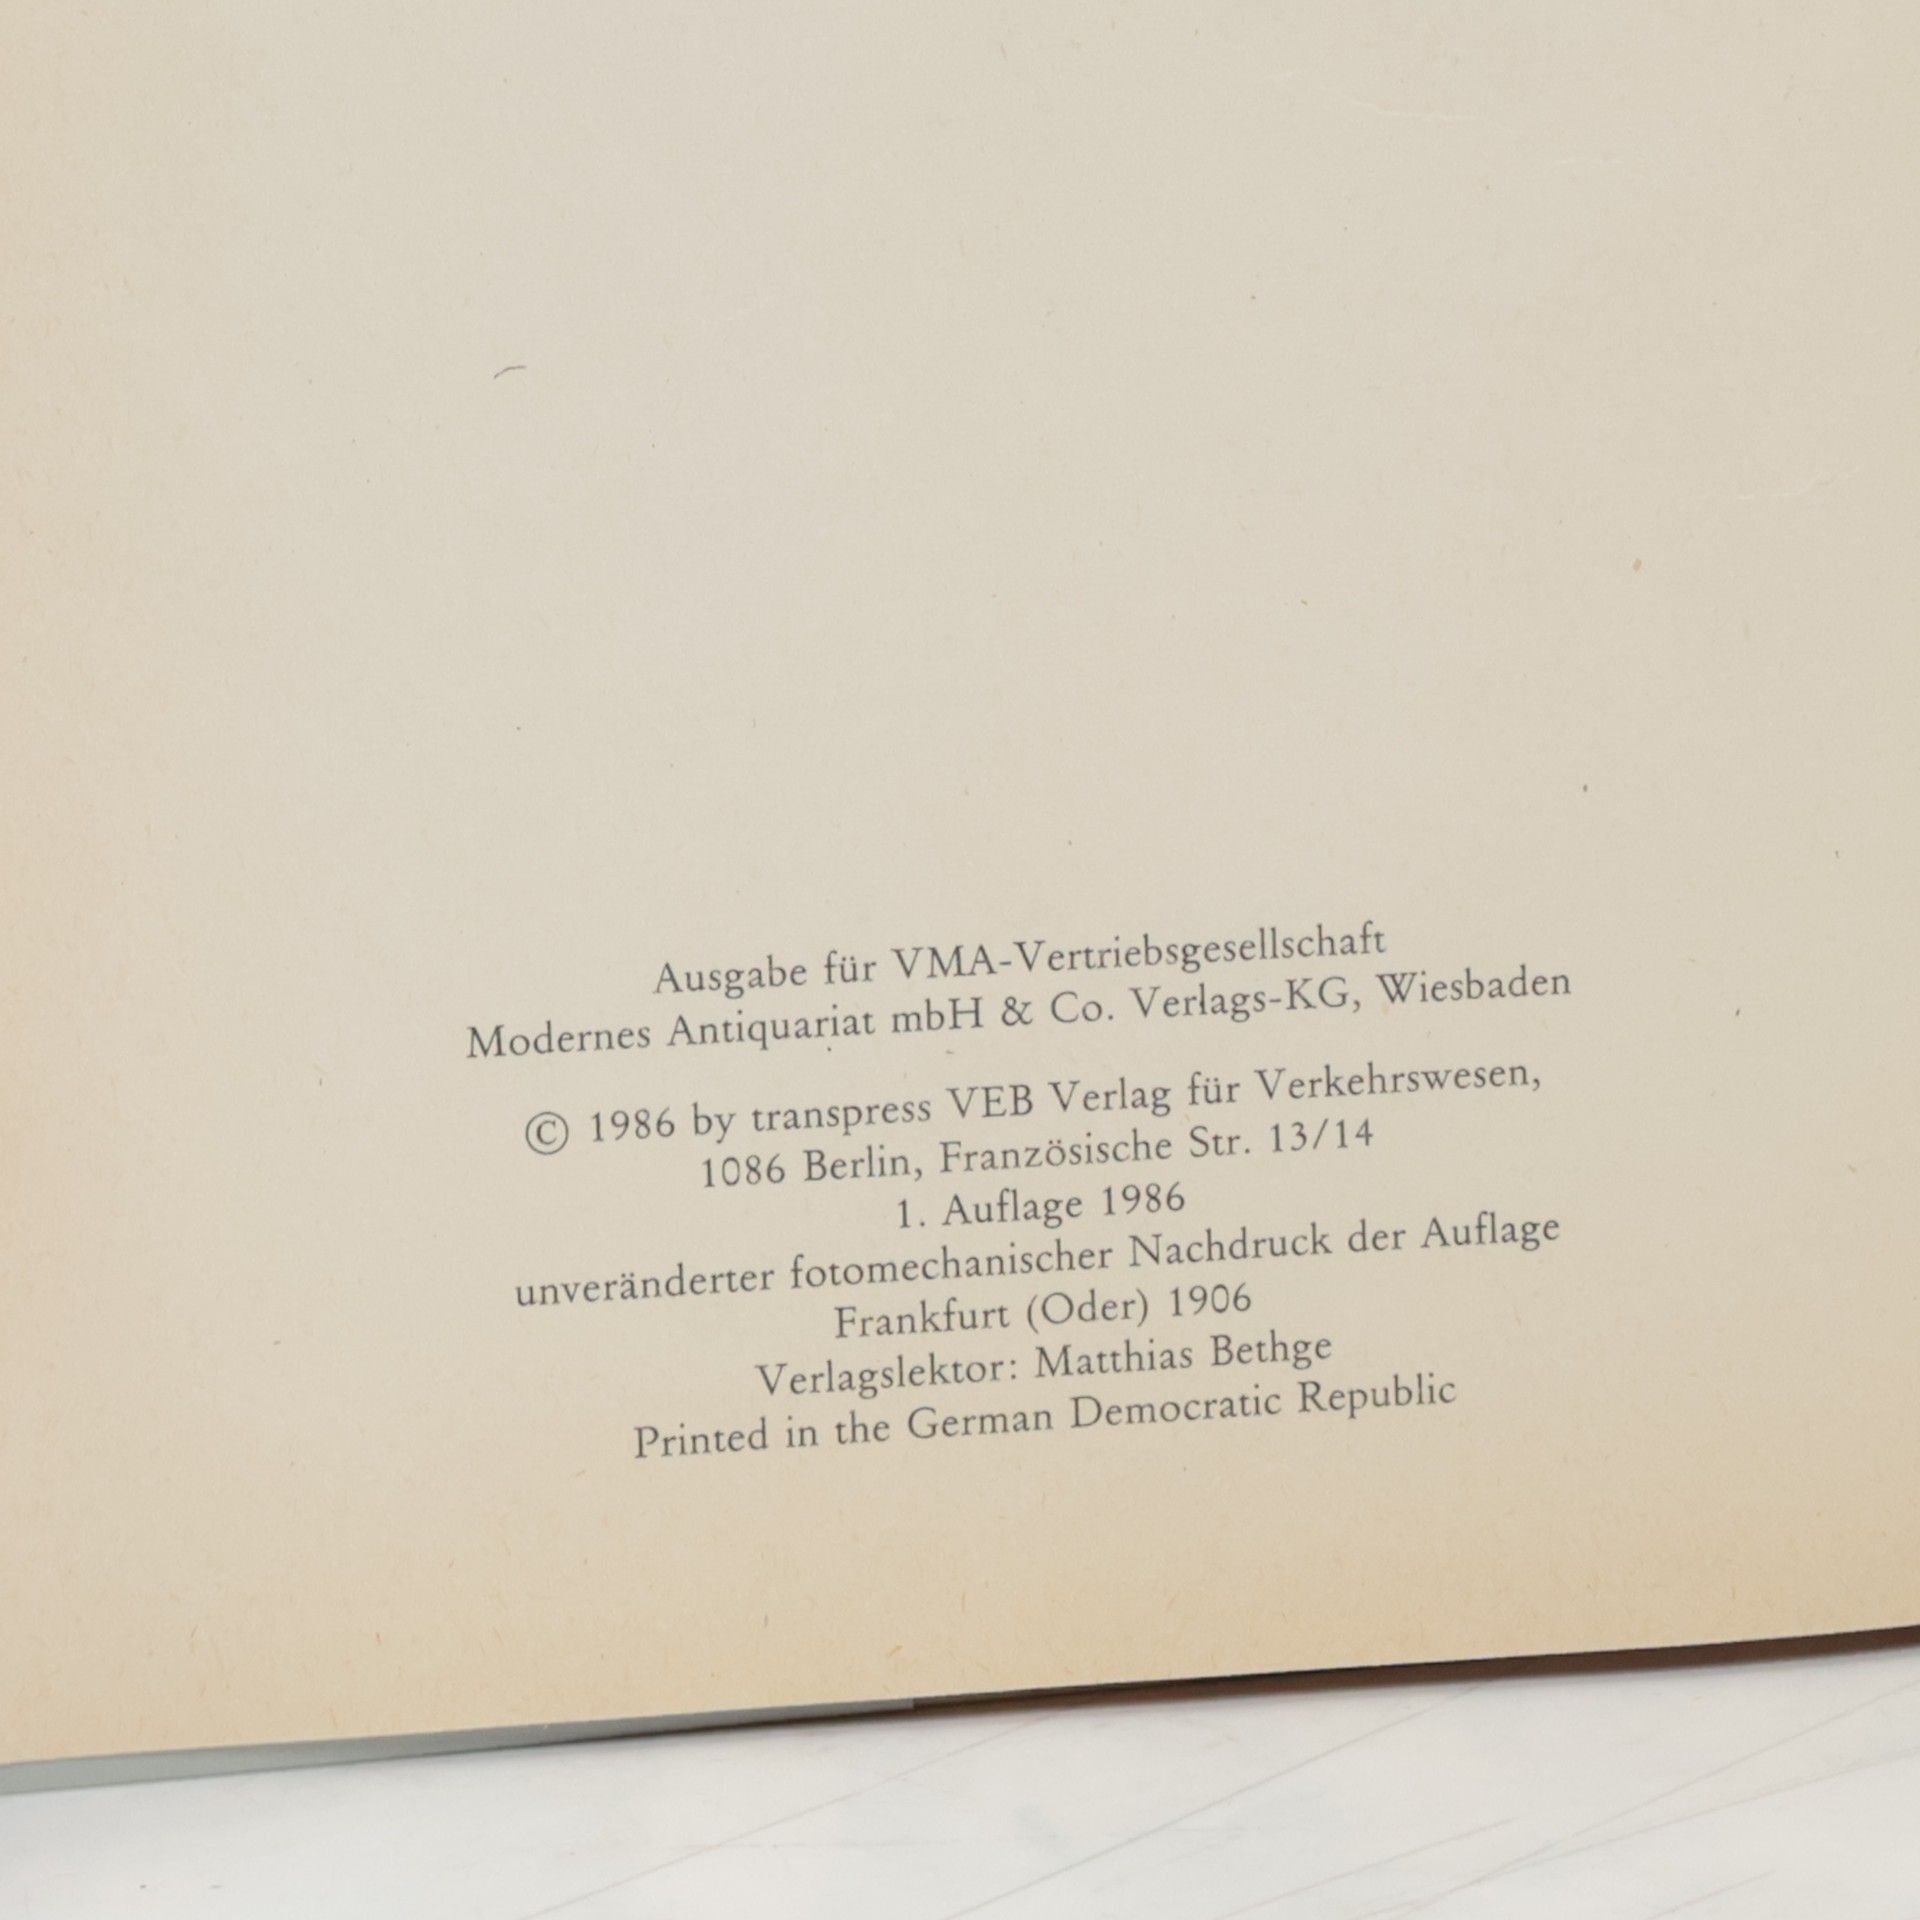 Ausgabe für VMA-Vertriebsgesellschaft
Modernes Antiquariat mbH & Co. Verlags-KG, Wiesbaden
© 1986 by transpress VEB Verlag für Verkehrswesen,
1086 Berlin, Französische Str. 13/14
1. Auflage 1986
unveränderter fotomechanischer Nachdruck der Auflage
Frankfurt (Oder) 1906
Verlagslektor: Matthias Bethge
Printed in the German Democratic Republic